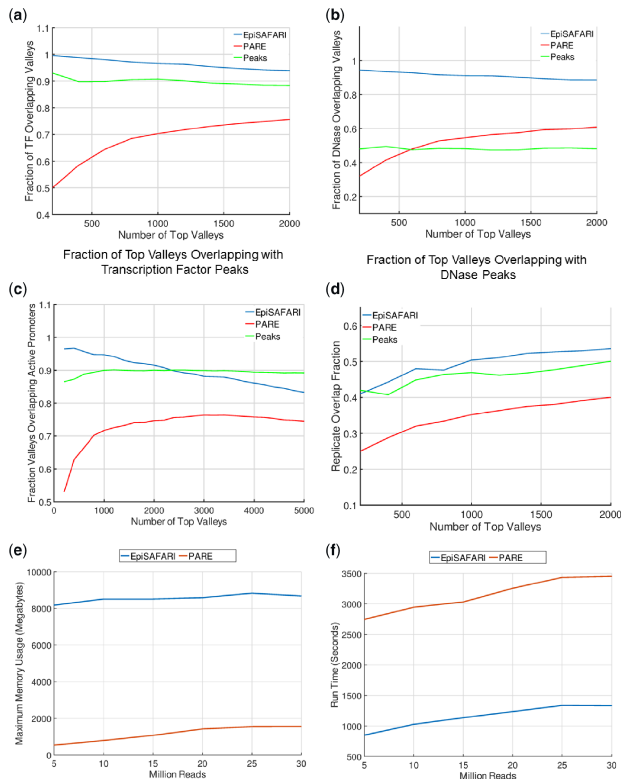 (a)
EpiSAFARI
PARE
Peaks
1.1
1
0.9
0.8
0.7
0.6
0.5
0.4
Fraction of TF Overlapping Valleys
500
1000
1500
2000
Number of Top Valleys
Fraction of Top Valleys Overlapping with
Transcription Factor Peaks
(b)
EpiSAFARI
PARE
Peaks
1
0.8
0.6
0.4
0.2
Fraction of DNase Overlapping Valleys
500
1000
1500
2000
Number of Top Valleys
Fraction of Top Valleys Overlapping with
DNase Peaks
(c)
EpiSAFARI
PARE
Peaks
1.1
1
0.9
0.8
0.7
0.6
0.5
Fraction Valleys Overlapping Active Promoters
0
1000
2000
3000
4000
5000
Number of Top Valleys
(d)
EpiSAFARI
PARE
Peaks
0.6
0.5
0.4
0.3
0.2
0.1
Replicate Overlap Fraction
500
1000
1500
2000
Number of Top Valleys
(e)
EpiSAFARI
PARE
10000
8000
6000
4000
2000
0
Maximum Memory Usage (Megabytes)
5
10
15
20
25
30
Million Reads
(f)
EpiSAFARI
PARE
3500
3000
2500
2000
1500
1000
500
Run Time (Seconds)
5
10
15
20
25
30
Million Reads